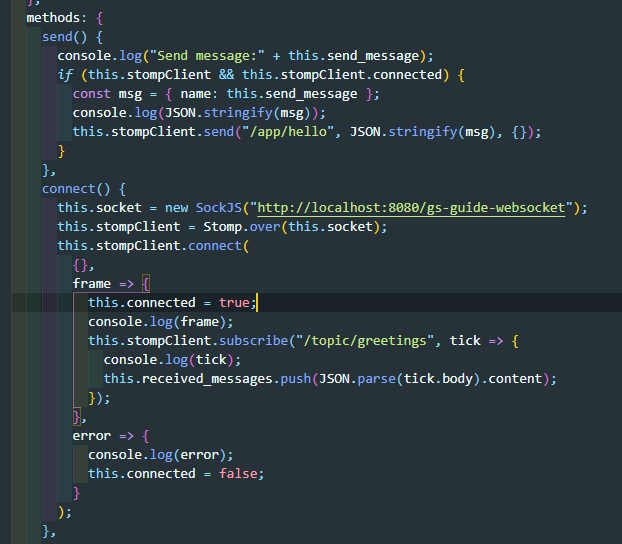 ],
methods: {
send() {
console.log("Send message:" + this.send_message);
if (this.stompClient && this.stompClient.connected) {
const msg = { name: this.send_message };
console.log(JSON.stringify(msg));
this.stompClient.send("/app/hello", JSON.stringify(msg), {});
}
},
connect() {
this.socket = new SockJS("http://localhost:8080/gs-guide-websocket");
this.stompClient = Stomp.over(this.socket);
this.stompClient.connect(
{},
frame => {
this.connected = true;
console.log(frame);
this.stompClient.subscribe("/topic/greetings", tick => {
console.log(tick);
this.received_messages.push(JSON.parse(tick.body).content);
});
},
error => {
console.log(error);
this.connected = false;
}
);
},